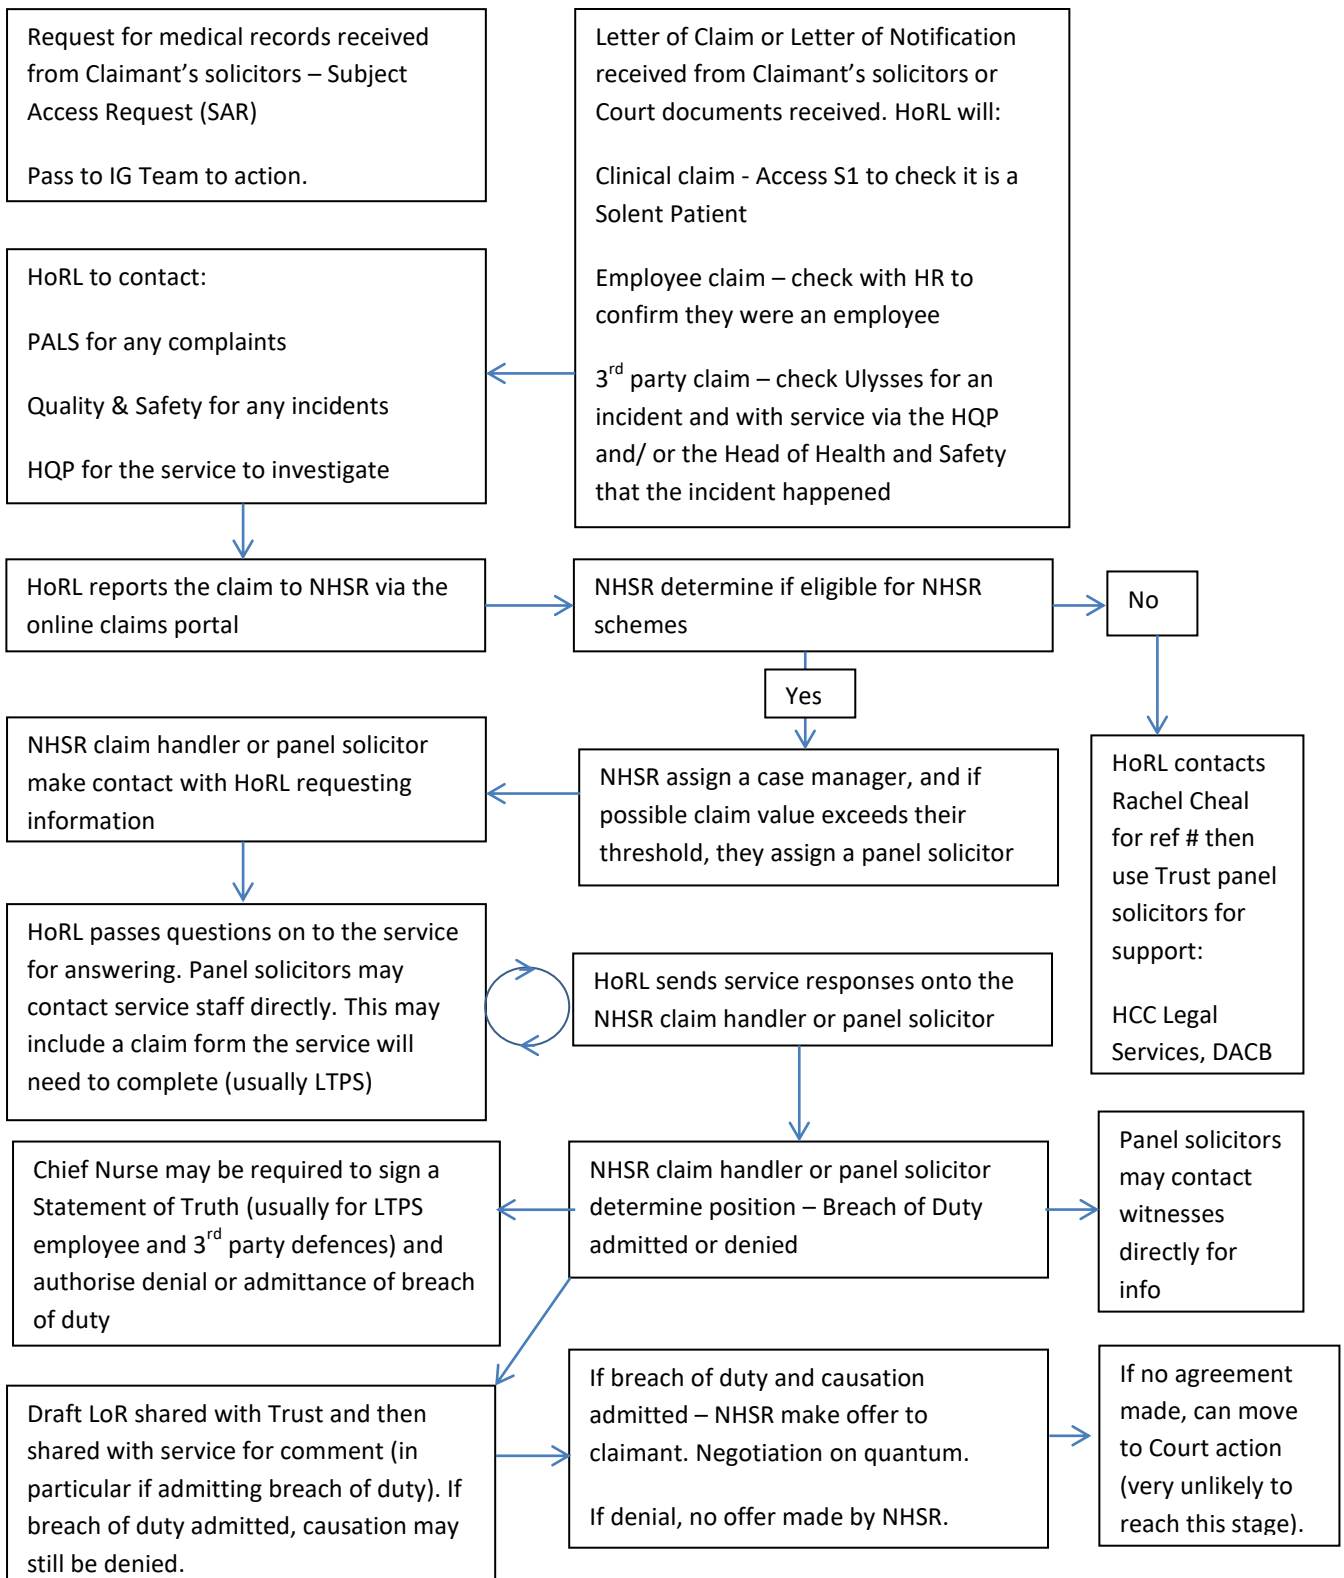 Request for medical records received
from Claimant’s solicitors – Subject
Access Request (SAR)
Pass to IG Team to action.
Letter of Claim or Letter of Notification
received from Claimant’s solicitors or
Court documents received. HoRL will:
Clinical claim - Access S1 to check it is a
Solent Patient
Employee claim – check with HR to
confirm they were an employee
3rd party claim – check Ulysses for an
incident and with service via the HQP
and/ or the Head of Health and Safety
that the incident happened
HoRL to contact:
PALS for any complaints
Quality & Safety for any incidents
HQP for the service to investigate
HoRL reports the claim to NHSR via the
online claims portal
NHSR determine if eligible for NHSR
schemes
No
Yes
NHSR claim handler or panel solicitor
make contact with HoRL requesting
information
NHSR assign a case manager, and if
possible claim value exceeds their
threshold, they assign a panel solicitor
HoRL contacts
Rachel Cheal
for ref # then
use Trust panel
solicitors for
support:
HCC Legal
Services, DACB
HoRL passes questions on to the service
for answering. Panel solicitors may
contact service staff directly. This may
include a claim form the service will
need to complete (usually LTPS)
HoRL sends service responses onto the
NHSR claim handler or panel solicitor
Chief Nurse may be required to sign a
Statement of Truth (usually for LTPS
employee and 3rd party defences) and
authorise denial or admittance of breach
of duty
NHSR claim handler or panel solicitor
determine position – Breach of Duty
admitted or denied
Panel solicitors
may contact
witnesses
directly for
info
Draft LoR shared with Trust and then
shared with service for comment (in
particular if admitting breach of duty). If
breach of duty admitted, causation may
still be denied.
If breach of duty and causation
admitted – NHSR make offer to
claimant. Negotiation on quantum.
If denial, no offer made by NHSR.
If no agreement
made, can move
to Court action
(very unlikely to
reach this stage).